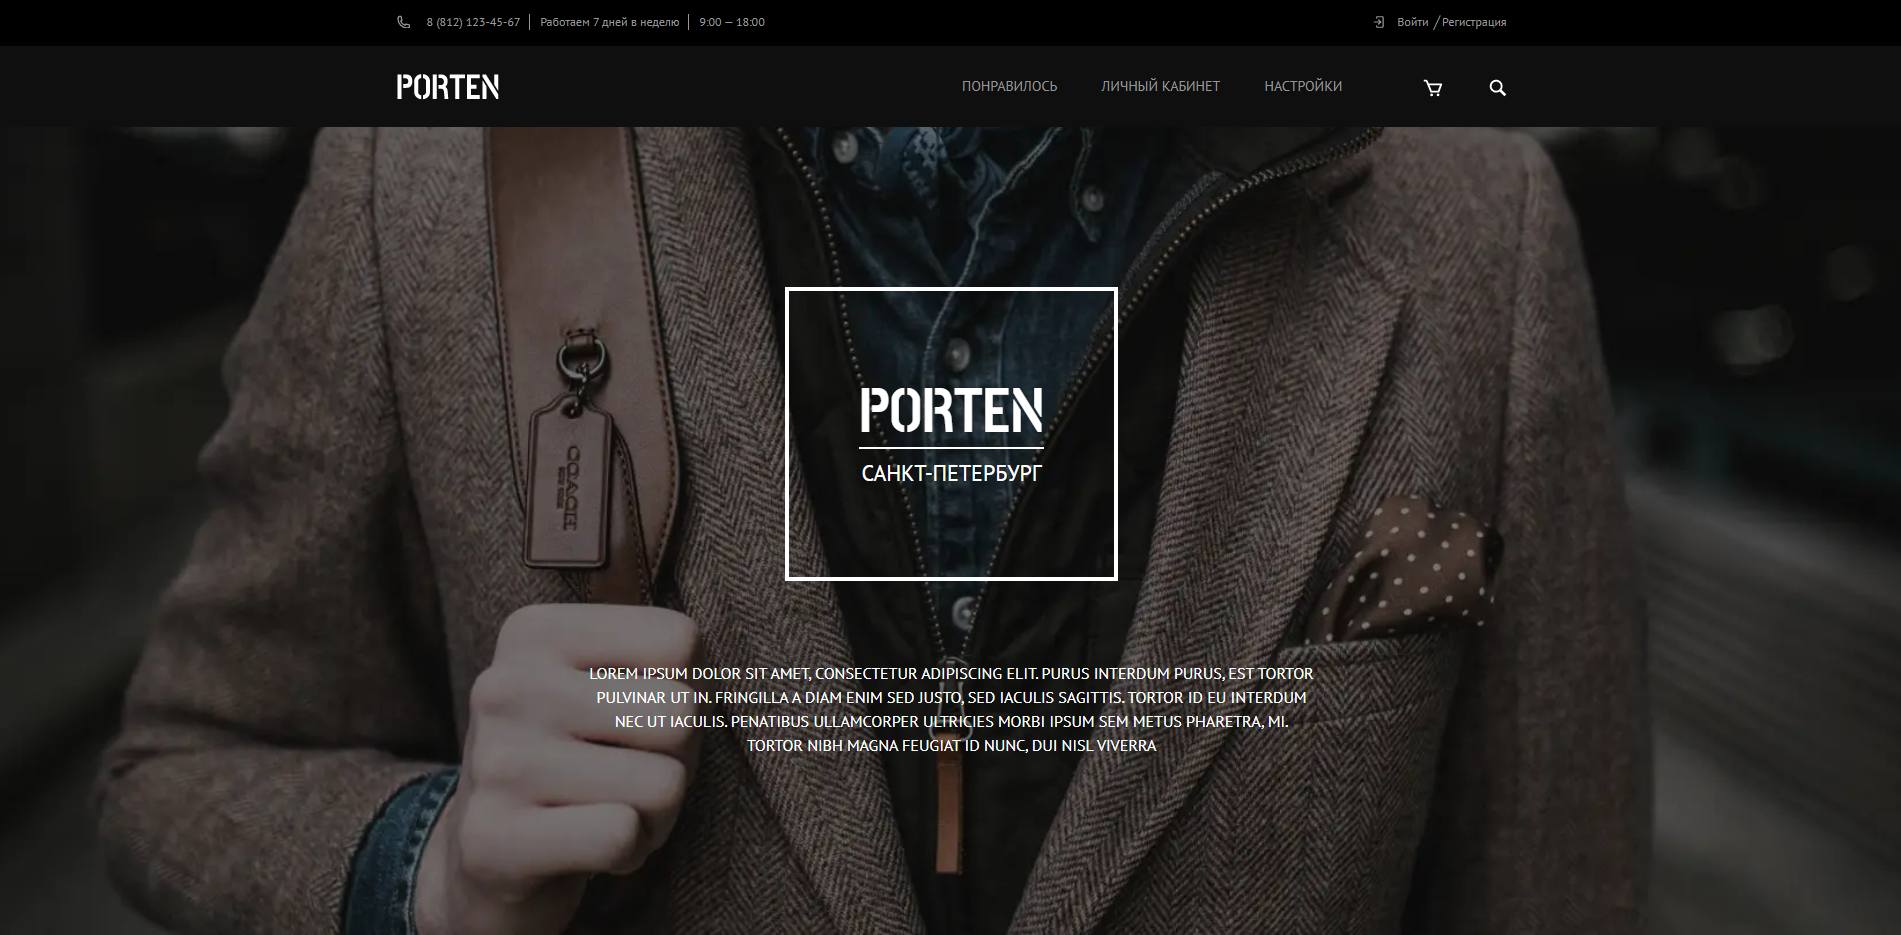 8 (812) 123-45-67 Работаем 7 дней в неделю 9:00 — 18:00
Войти / Регистрация
PORTEN
ПОНРАВИЛОСЬ ЛИЧНЫЙ КАБИНЕТ НАСТРОЙКИ
COACH
PORTEN
САНКТ-ПЕТЕРБУРГ
LOREM IPSUM DOLOR SIT AMET, CONSECTETUR ADIPISCING ELIT. PURUS INTERDUM PURUS, EST TORTOR
PULVINAR UT IN. FRINGILLA A DIAM ENIM SED JUSTO, SED IACULIS SAGITTIS. TORTOR ID EU INTERDUM
NEC UT IACULIS. PENATIBUS ULLAMCORPER ULTRICIES MORBI IPSUM SEM METUS PHARETRA, MI.
TORTOR NIBH MAGNA FEUGIAT ID NUNC, DUI NISL VIVERRA